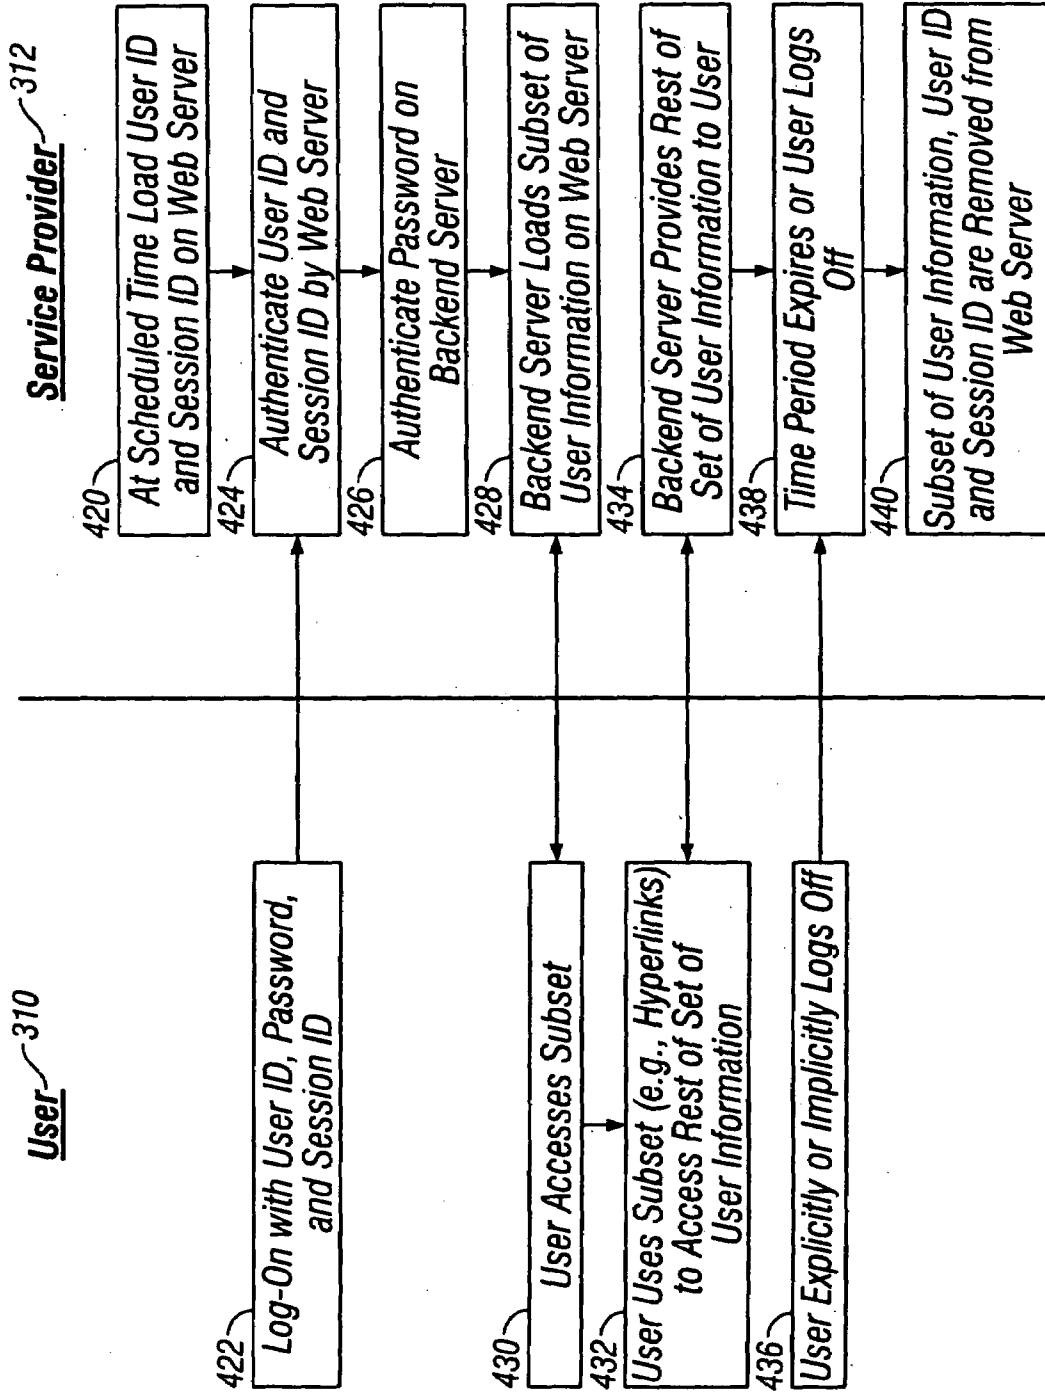 User 310
422
Log-On with User ID, Password,
and Session ID
430
User Accesses Subset
432
User Uses Subset (e.g., Hyperlinks)
to Access Rest of Set of
User Information
436
User Explicitly or Implicitly Logs Off
Service Provider 312
420
At Scheduled Time Load User ID
and Session ID on Web Server
424
Authenticate User ID and
Session ID by Web Server
426
Authenticate Password on
Backend Server
428
Backend Server Loads Subset of
User Information on Web Server
434
Backend Server Provides Rest of
Set of User Information to User
438
Time Period Expires or User Logs
Off
440
Subset of User Information, User ID
and Session ID are Removed from
Web Server